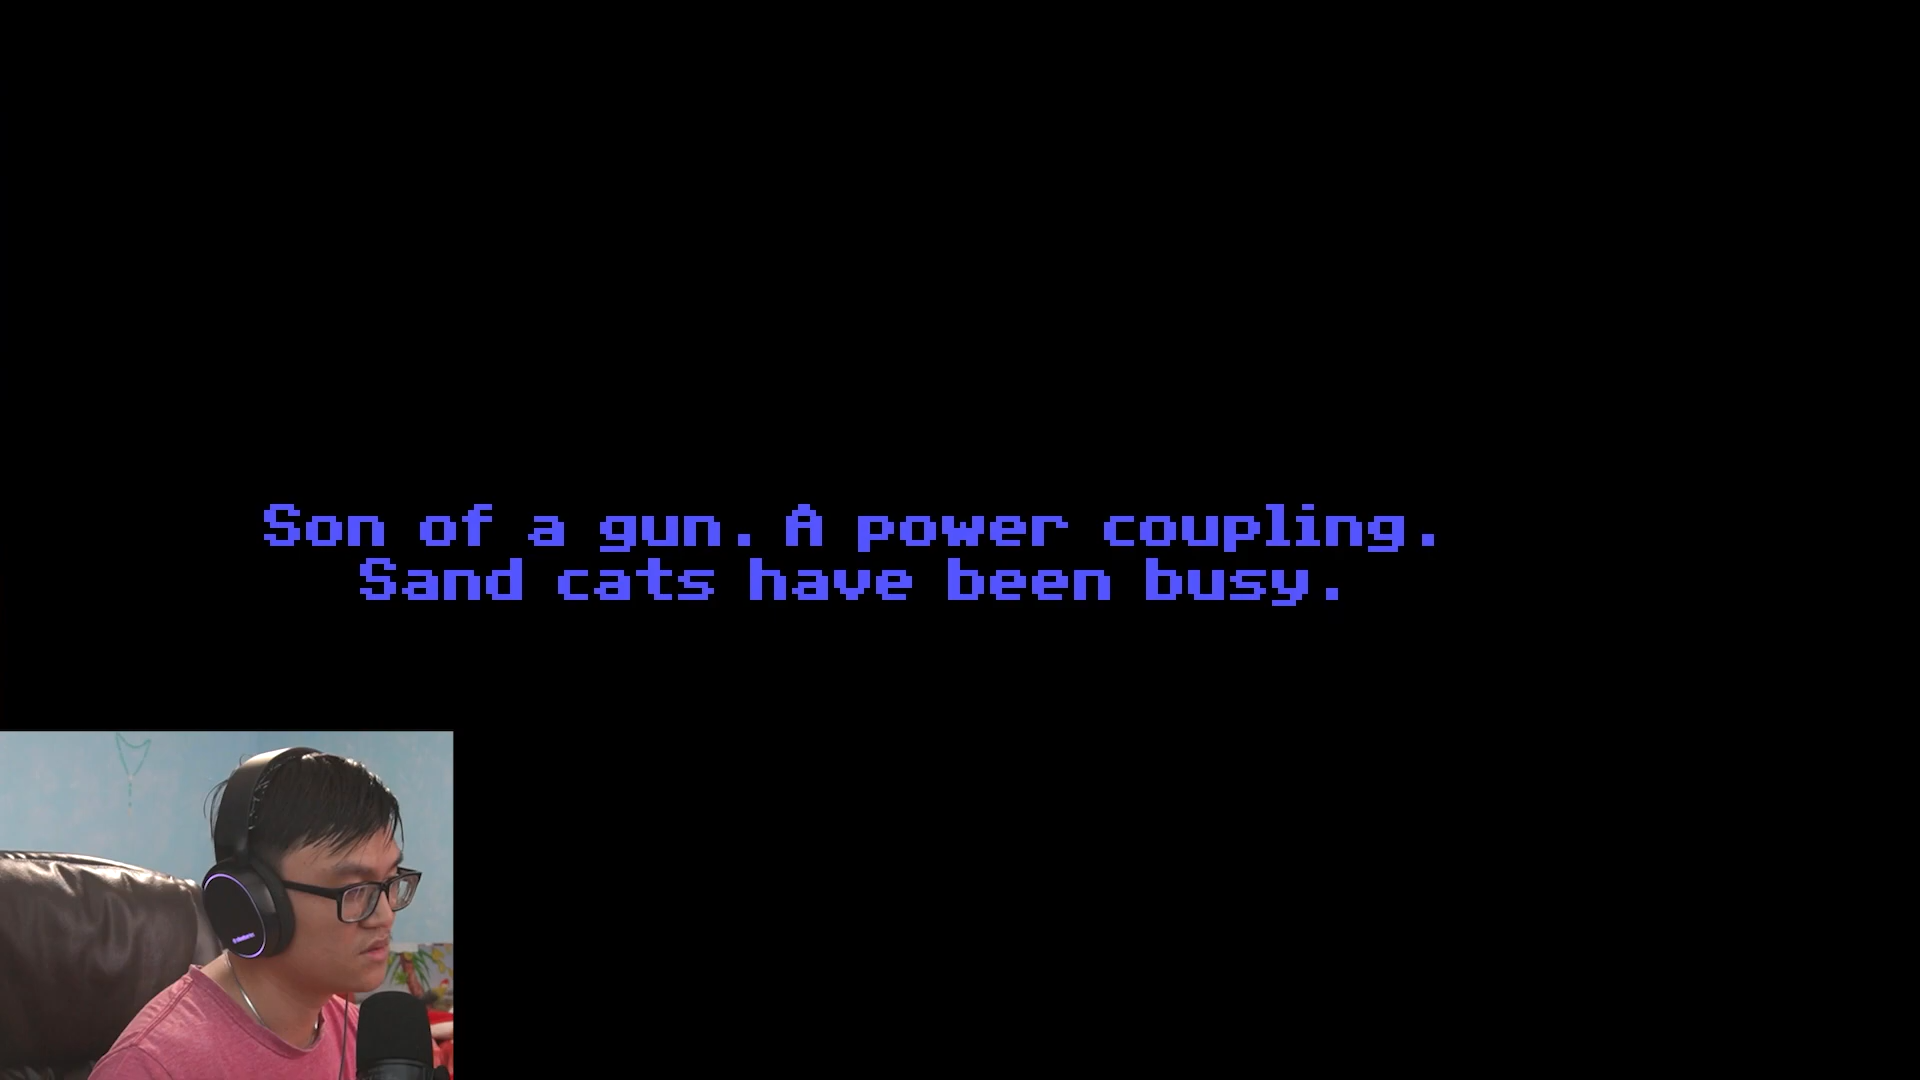 Son of a gun. A power coupling.
Sand cats have been busy.